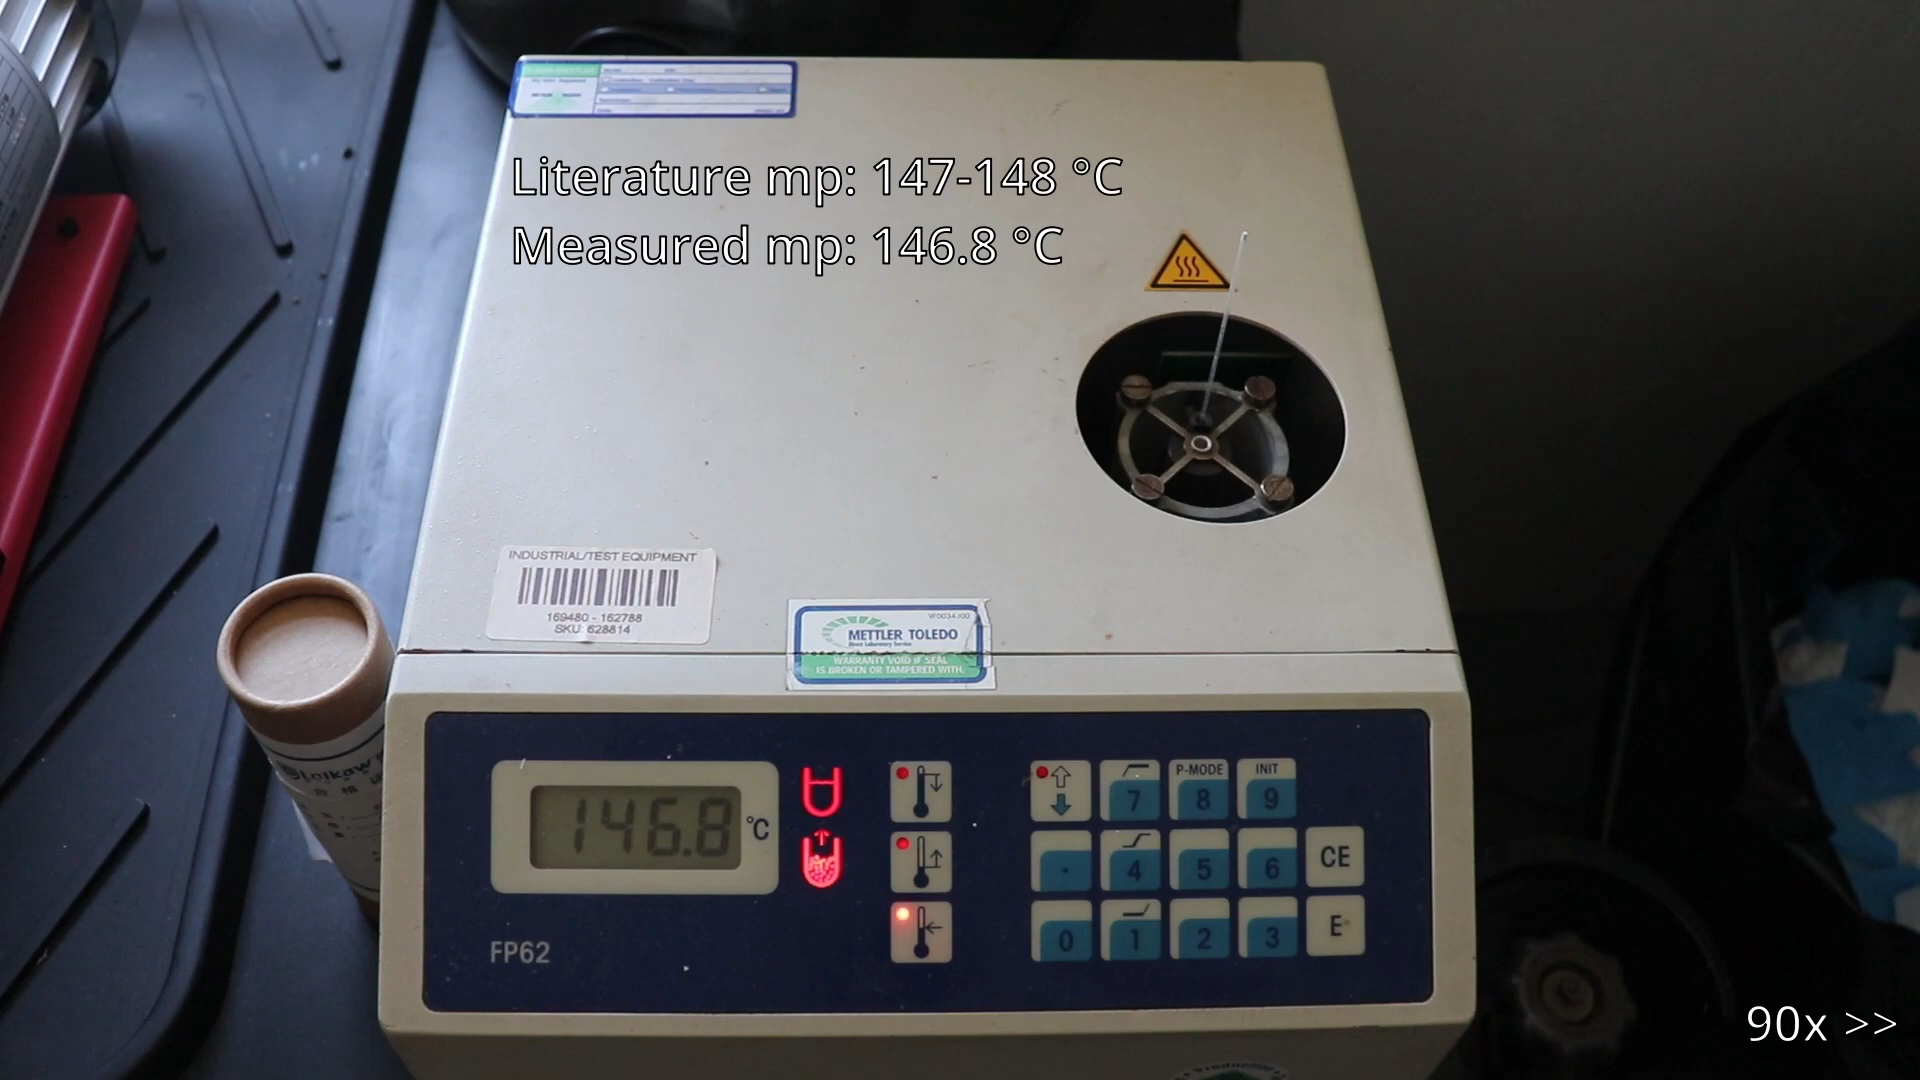 Literature mp: 147-148 °C
Measured mp: 146.8 °C
INDUSTRIAL/TEST EQUIPMENT
169480 - 162788
SKU: 628814
METTLER TOLEDO
WARRANTY VOID IF SEAL
IS BROKEN OR TAMPERED WITH.
146.8 °C
FP62
7
P-MODE
8
INIT
9
.
4
5
6
CE
0
1
2
3
E
90x >>